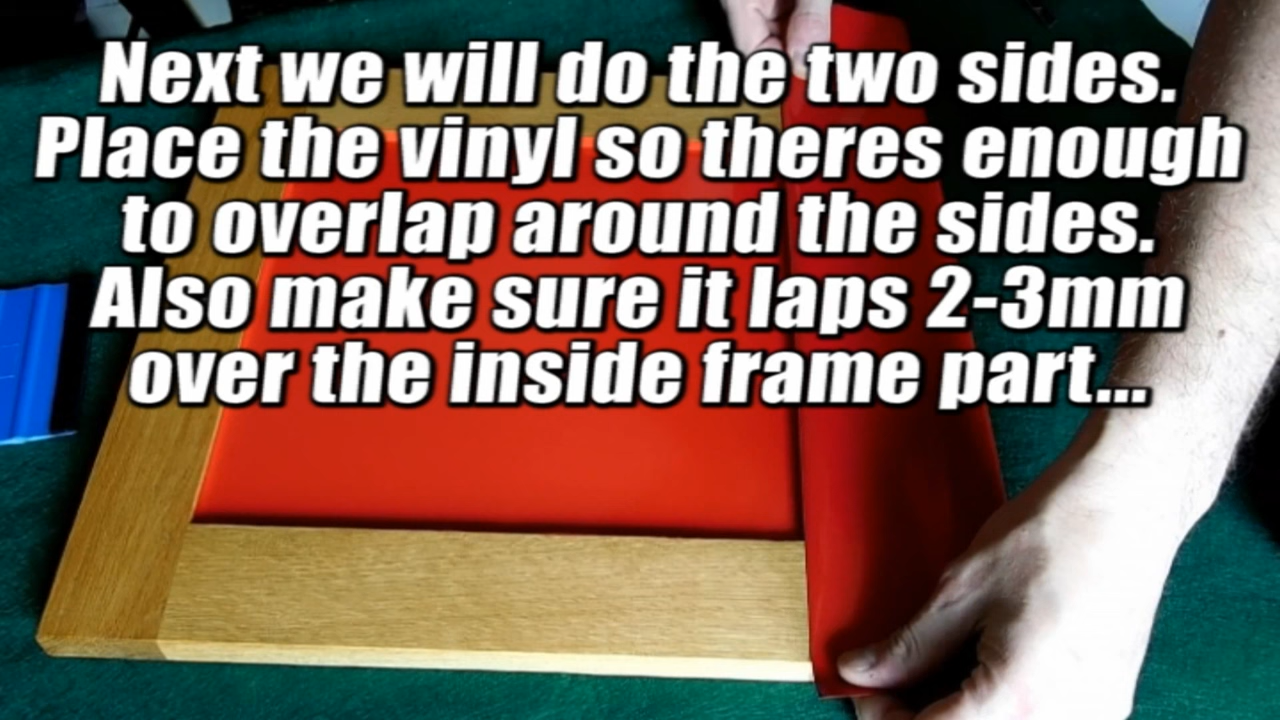 Next we will do the two sides.
Place the vinyl so theres enough
to overlap around the sides.
Also make sure it laps 2-3mm
over the inside frame part...